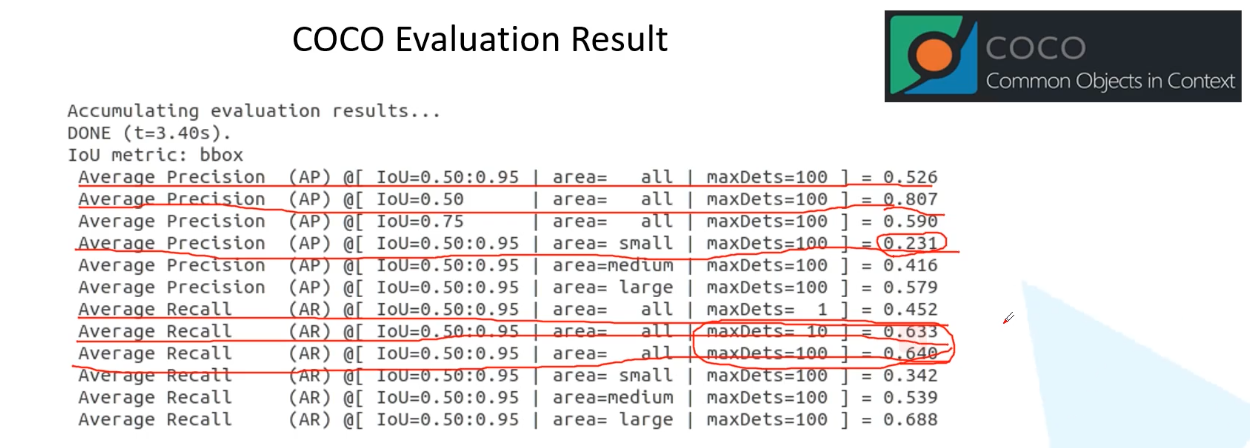 COCO Evaluation Result
COCO
Common Objects in Context
Accumulating evaluation results...
DONE (t=3.40s).
IoU metric: bbox
Average Precision  (AP) @[ IoU=0.50:0.95 | area=   all | maxDets=100 ] = 0.526
Average Precision  (AP) @[ IoU=0.50      | area=   all | maxDets=100 ] = 0.807
Average Precision  (AP) @[ IoU=0.75      | area=   all | maxDets=100 ] = 0.590
Average Precision  (AP) @[ IoU=0.50:0.95 | area= small | maxDets=100 ] = 0.231
Average Precision  (AP) @[ IoU=0.50:0.95 | area=medium | maxDets=100 ] = 0.416
Average Precision  (AP) @[ IoU=0.50:0.95 | area= large | maxDets=100 ] = 0.579
Average Recall     (AR) @[ IoU=0.50:0.95 | area=   all | maxDets=  1 ] = 0.452
Average Recall     (AR) @[ IoU=0.50:0.95 | area=   all | maxDets= 10 ] = 0.633
Average Recall     (AR) @[ IoU=0.50:0.95 | area=   all | maxDets=100 ] = 0.640
Average Recall     (AR) @[ IoU=0.50:0.95 | area= small | maxDets=100 ] = 0.342
Average Recall     (AR) @[ IoU=0.50:0.95 | area=medium | maxDets=100 ] = 0.539
Average Recall     (AR) @[ IoU=0.50:0.95 | area= large | maxDets=100 ] = 0.688